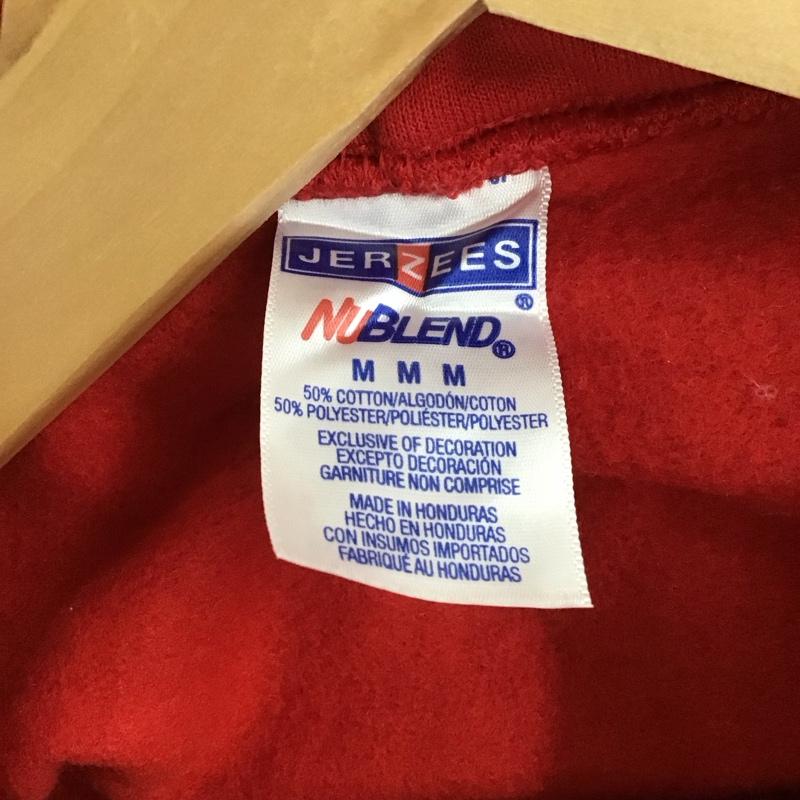 JERZEES
®
NUBLEND®
M M M
50% COTTON/ALGODÓN/COTON
50% POLYESTER/POLIÉSTER/POLYESTER
EXCLUSIVE OF DECORATION
EXCEPTO DECORACIÓN
GARNITURE NON COMPRISE
MADE IN HONDURAS
HECHO EN HONDURAS
CON INSUMOS IMPORTADOS
FABRIQUÉ AU HONDURAS